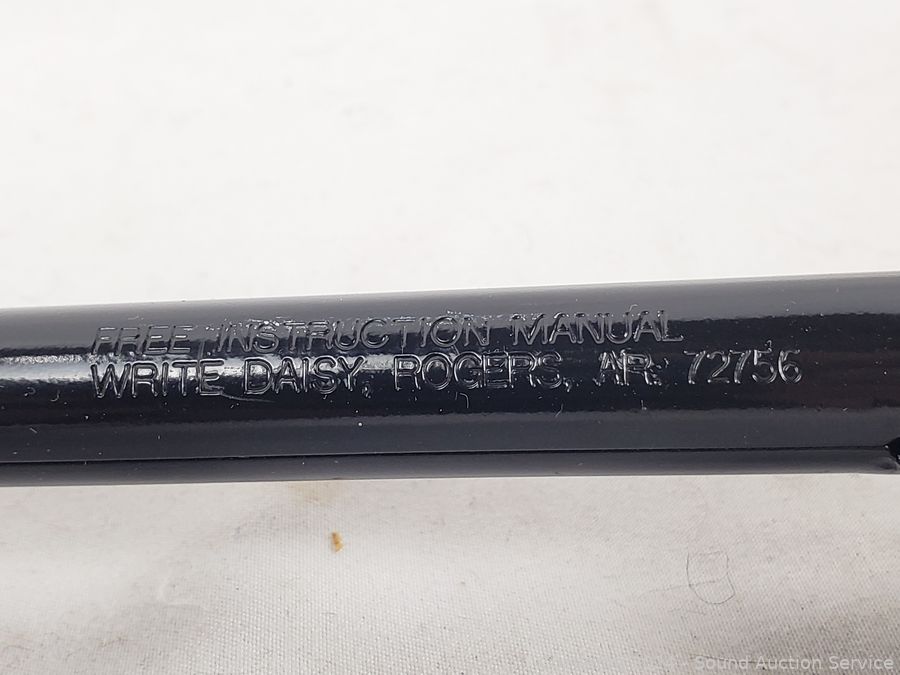 FREE INSTRUCTION MANUAL
WRITE DAISY, ROGERS, AR. 72756
- Sound Auction Service